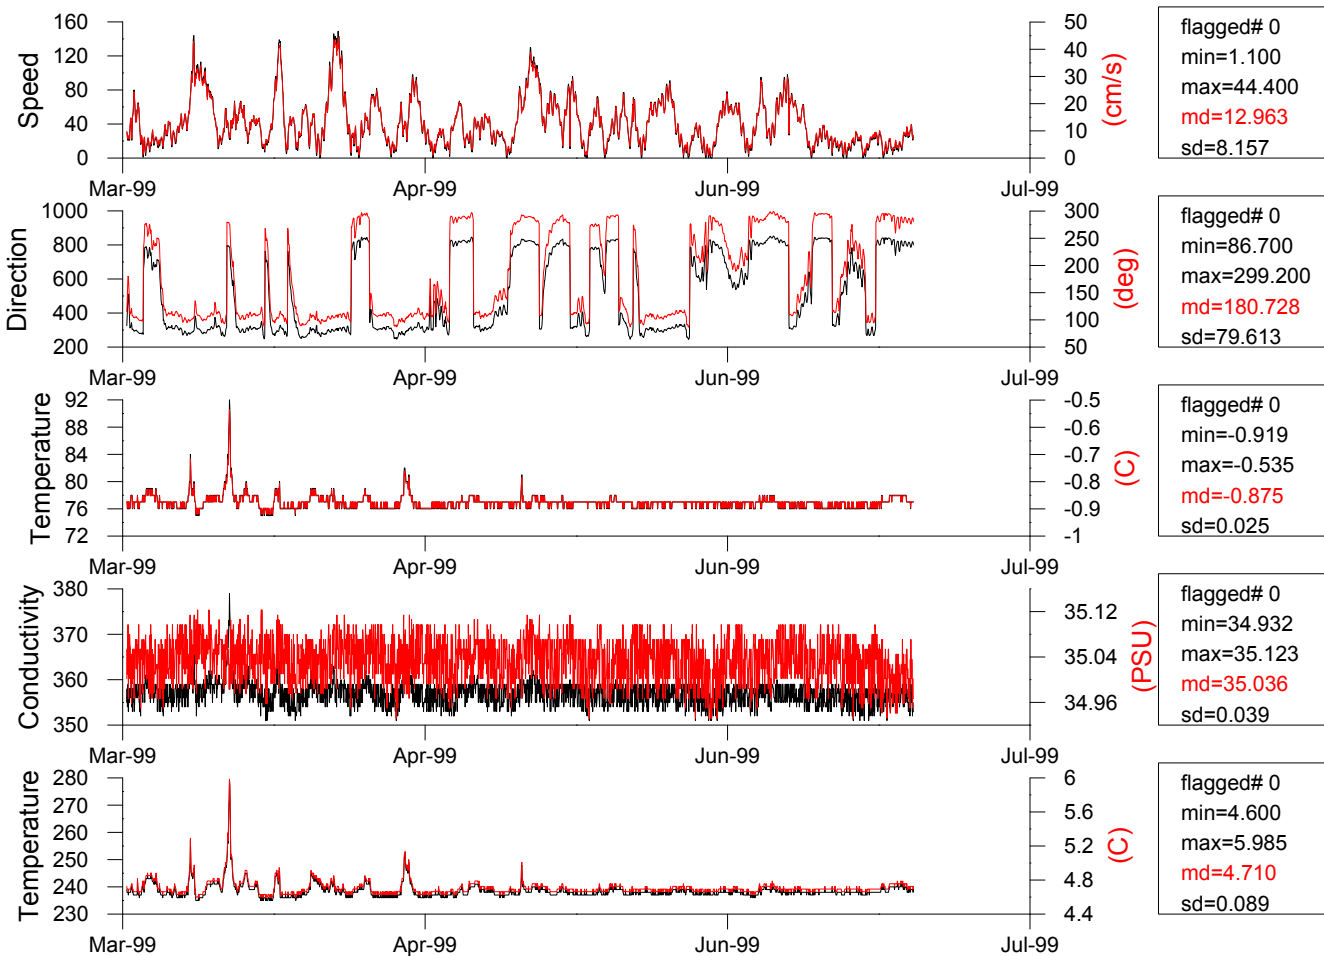 160
120
80
40
0
Speed
50
40
30
20
10
0
(cm/s)
Mar-99
Apr-99
Jun-99
Jul-99
flagged# 0
min=1.100
max=44.400
md=12.963
sd=8.157
1000
800
600
400
200
Direction
300
250
200
150
100
50
(deg)
Mar-99
Apr-99
Jun-99
Jul-99
flagged# 0
min=86.700
max=299.200
md=180.728
sd=79.613
92
88
84
80
76
72
Temperature
-0.5
-0.6
-0.7
-0.8
-0.9
-1
(C)
Mar-99
Apr-99
Jun-99
Jul-99
flagged# 0
min=-0.919
max=-0.535
md=-0.875
sd=0.025
380
370
360
350
Conductivity
35.12
35.04
34.96
(PSU)
Mar-99
Apr-99
Jun-99
Jul-99
flagged# 0
min=34.932
max=35.123
md=35.036
sd=0.039
280
270
260
250
240
230
Temperature
6
5.6
5.2
4.8
4.4
(C)
Mar-99
Apr-99
Jun-99
Jul-99
flagged# 0
min=4.600
max=5.985
md=4.710
sd=0.089